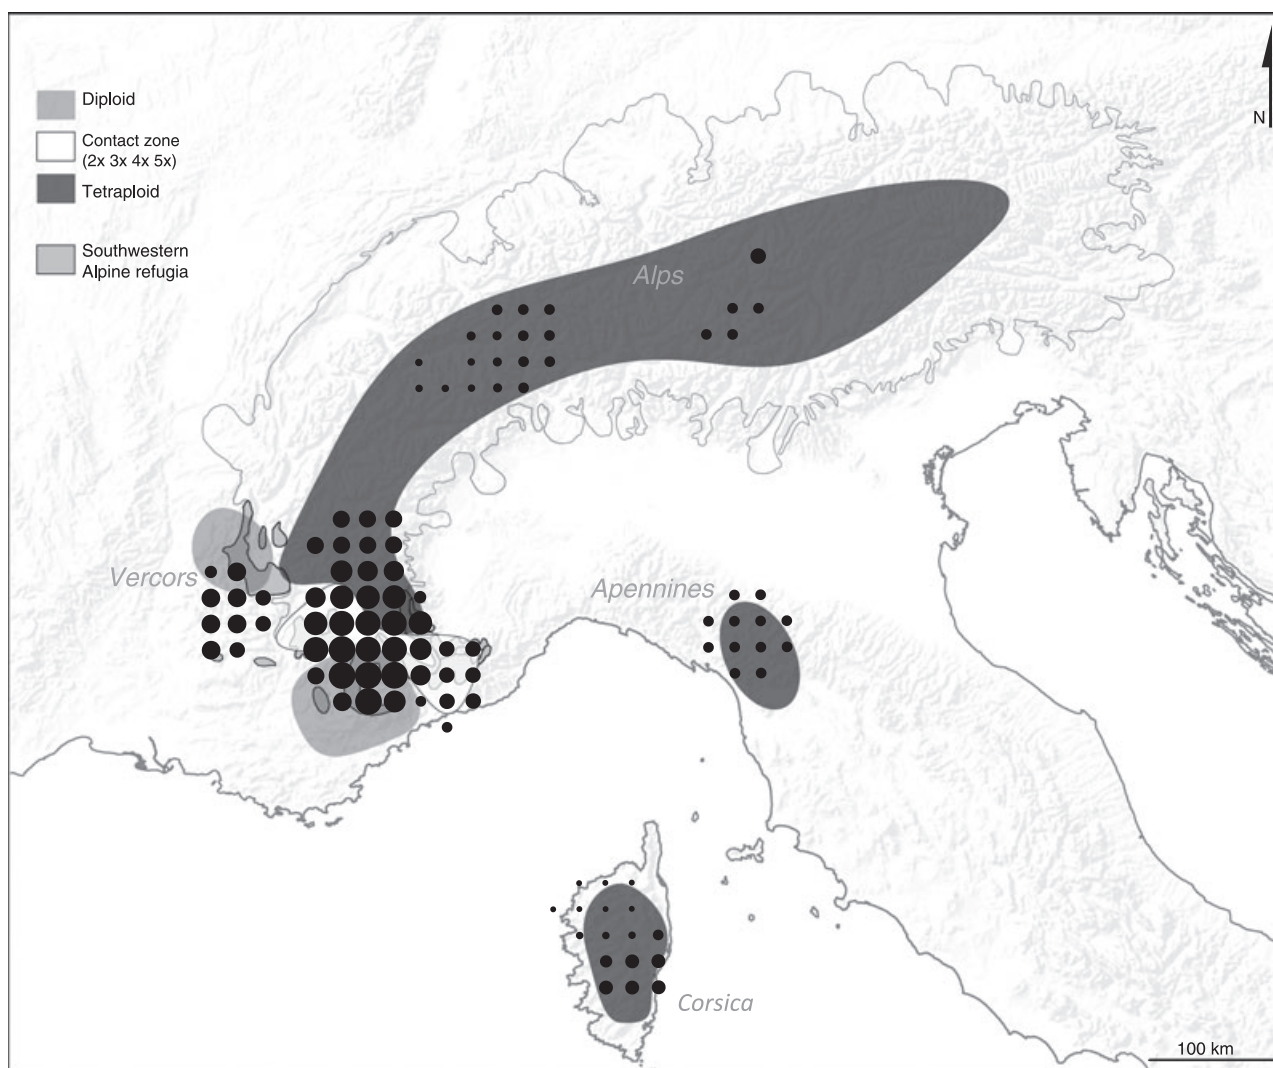 Diploid
Contact zone
(2x 3x 4x 5x)
Tetraploid
Southwestern
Alpine refugia
N
Alps
Vercors
Apennines
Corsica
100 km